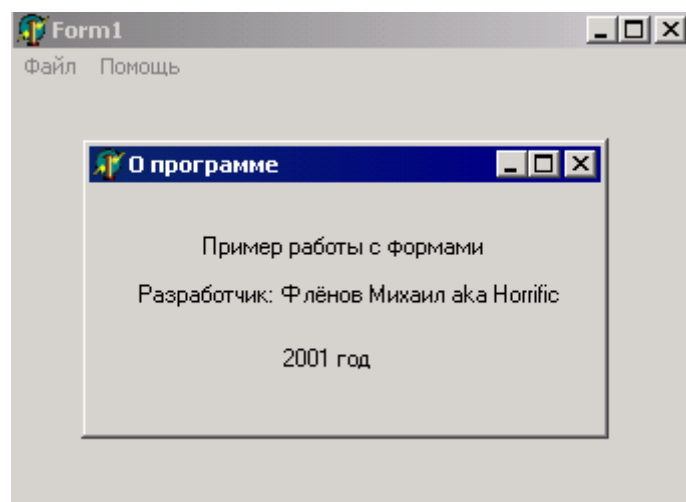 Form1
Файл Помощь
О программе
Пример работы с формами
Разработчик: Флёнов Михаил aka Horrific
2001 год